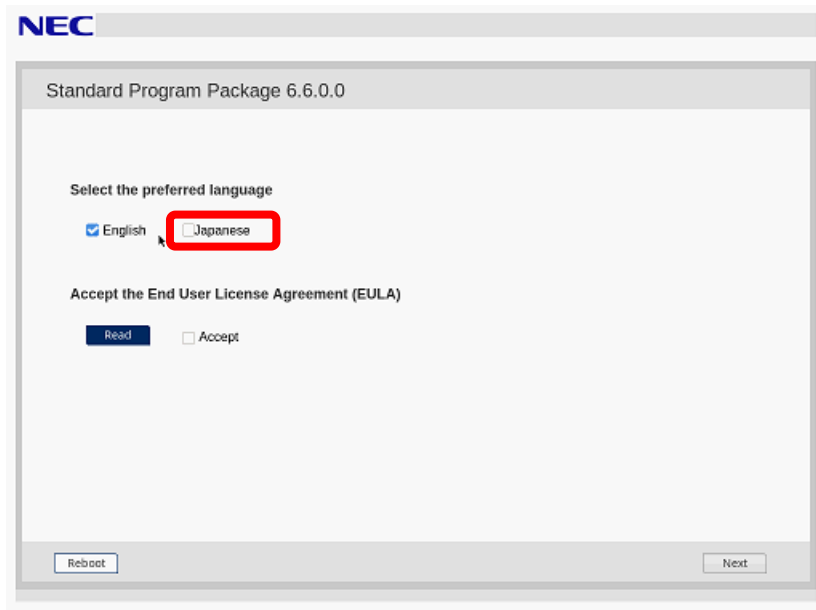 NEC
Standard Program Package 6.6.0.0
Select the preferred language
English Japanese
Accept the End User License Agreement (EULA)
Read Accept
Reboot Next